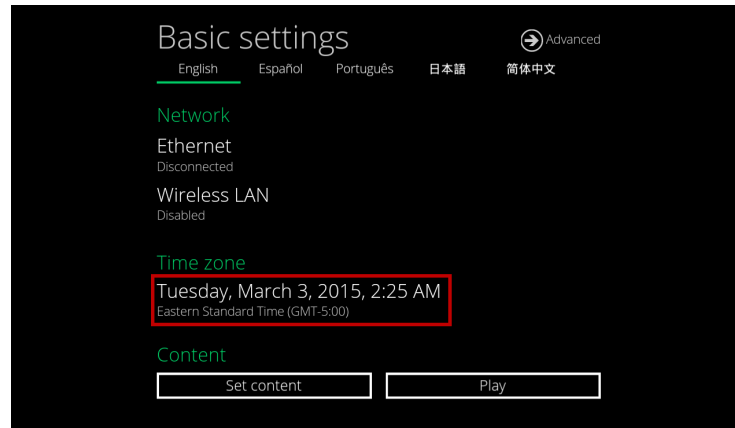 Basic settings
Advanced
English Español Português 日本語 简体中文
Network
Ethernet
Disconnected
Wireless LAN
Disabled
Time zone
Tuesday, March 3, 2015, 2:25 AM
Eastern Standard Time (GMT-5:00)
Content
Set content
Play